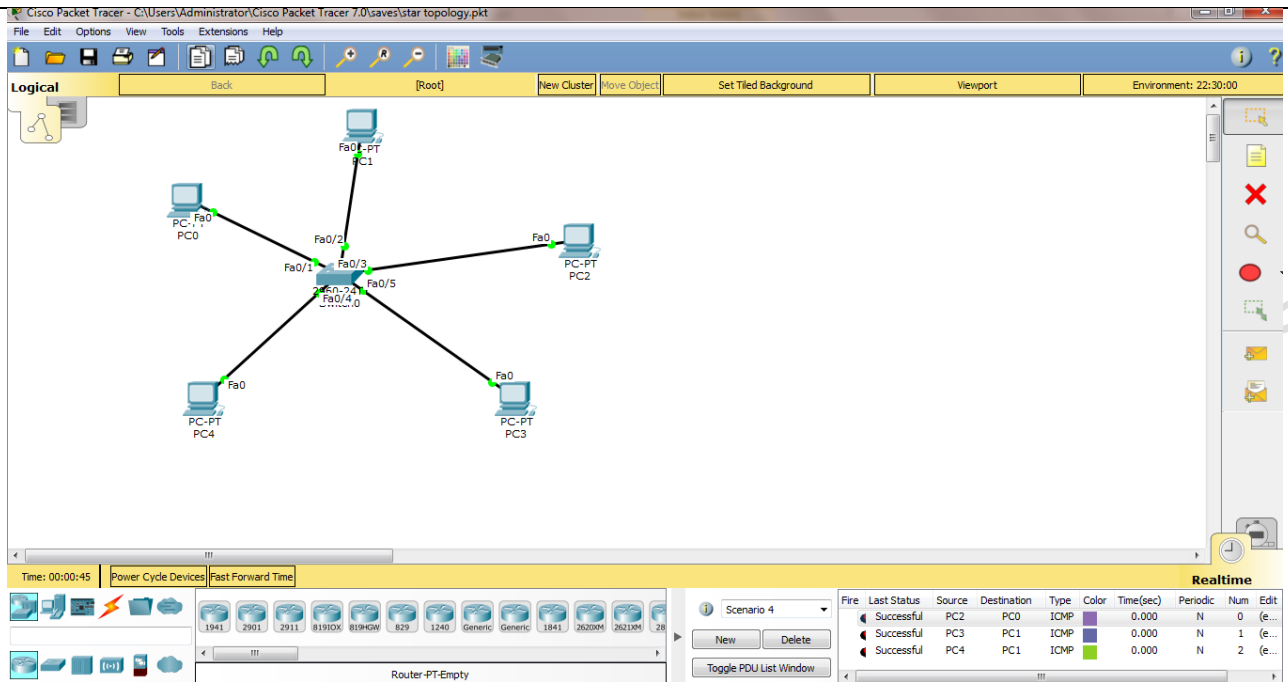 Cisco Packet Tracer - C:\Users\Administrator\Cisco Packet Tracer 7.0\saves\star topology.pkt
File Edit Options View Tools Extensions Help
Logical Back [Root] New Cluster Move Object Set Tiled Background Viewport Environment: 22:30:00
Fa0 -PT
PC1
PC- Fa0
PC0
Fa0/2
Fa0
Fa0/1 Fa0/3
PC-PT
PC2
Fa0/5
Fa0/4
Fa0
Fa0
PC-PT
PC4
PC-PT
PC3
Time: 00:00:45 Power Cycle Devices Fast Forward Time
Realtime
1941 2901 2911 819IOX 819HGW 829 1240 Generic Generic 1841 2620XM 2621XM 28
Router-PT-Empty
Scenario 4
New Delete
Toggle PDU List Window
Fire Last Status Source Destination Type Color Time(sec) Periodic Num Edit
Successful PC2 PC0 ICMP 0.000 N 0 (e...
Successful PC3 PC1 ICMP 0.000 N 1 (e...
Successful PC4 PC1 ICMP 0.000 N 2 (e...